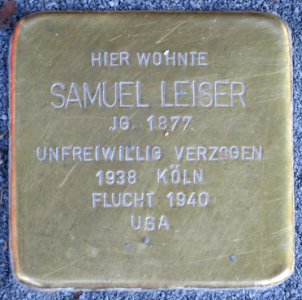 HIER WOHNTE
SAMUEL LEISER
JG. 1877
UNFREIWILLIG VERZOGEN
1938 KÖLN
FLUCHT 1940
USA